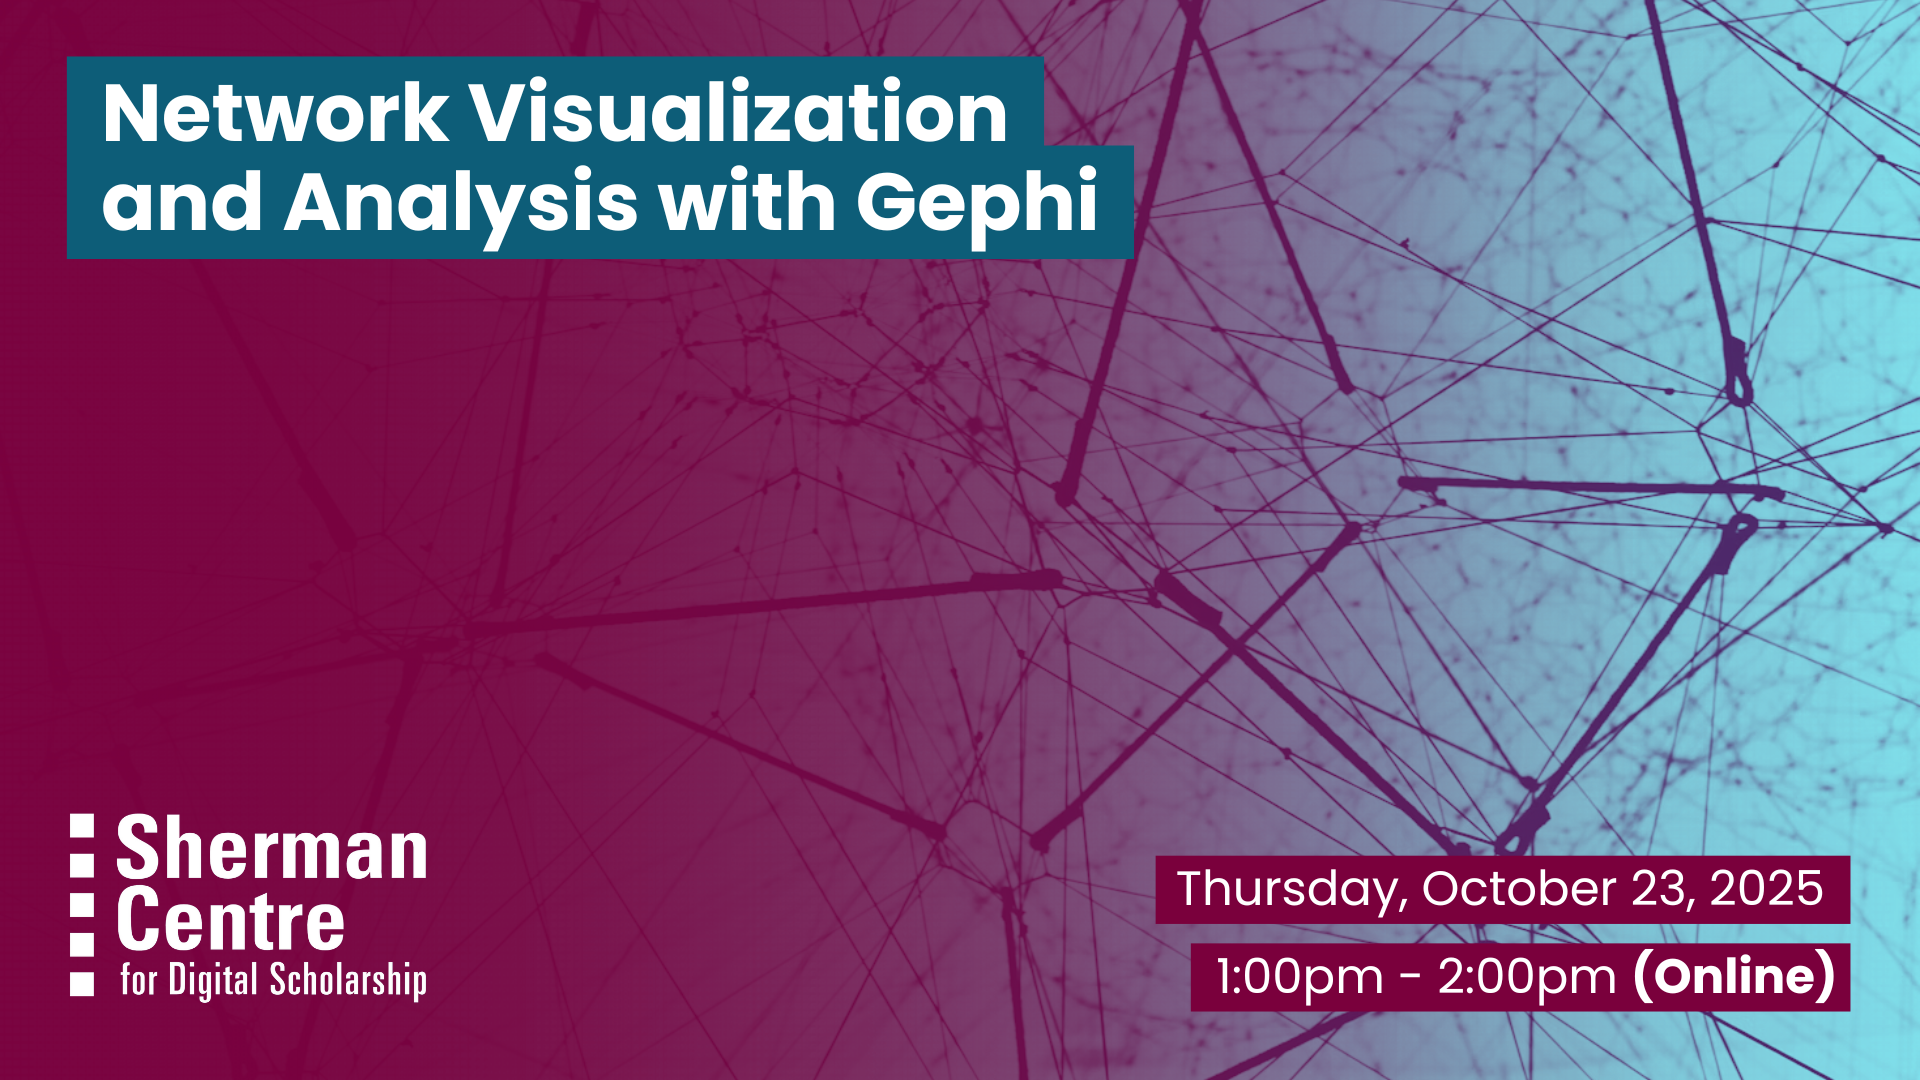 Network Visualization
and Analysis with Gephi
Sherman
Centre
for Digital Scholarship
Thursday, October 23, 2025
1:00pm - 2:00pm (Online)